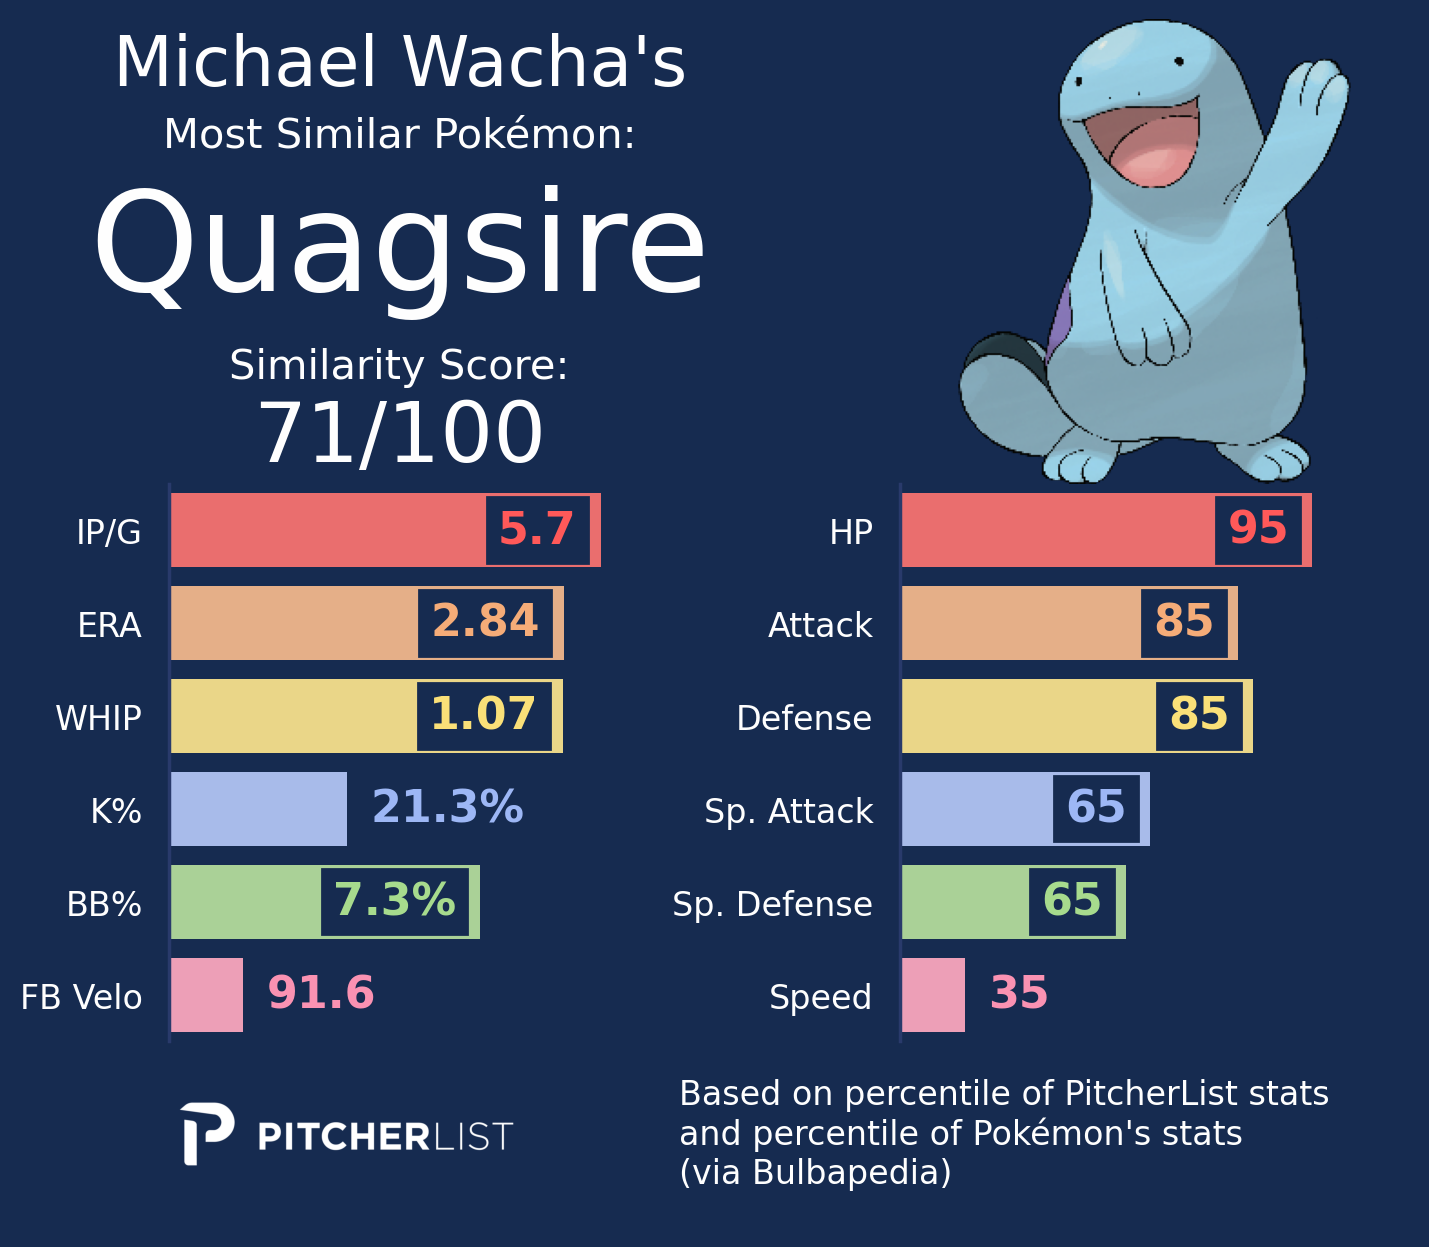 Michael Wacha's
Most Similar Pokémon:
Quagsire
Similarity Score:
71/100
IP/G 5.7
ERA 2.84
WHIP 1.07
K% 21.3%
BB% 7.3%
FB Velo 91.6
HP 95
Attack 85
Defense 85
Sp. Attack 65
Sp. Defense 65
Speed 35
PITCHERLIST
Based on percentile of PitcherList stats
and percentile of Pokémon's stats
(via Bulbapedia)